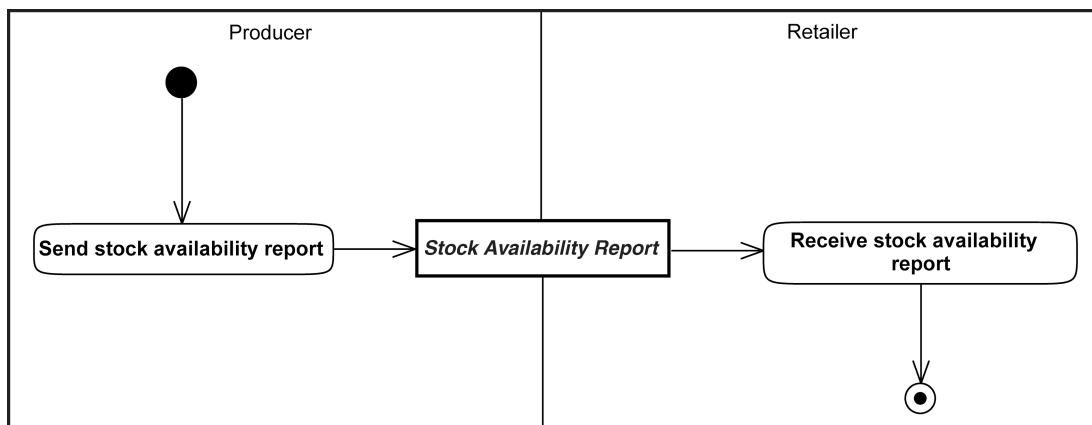 Producer
Retailer
Send stock availability report
Stock Availability Report
Receive stock availability
report